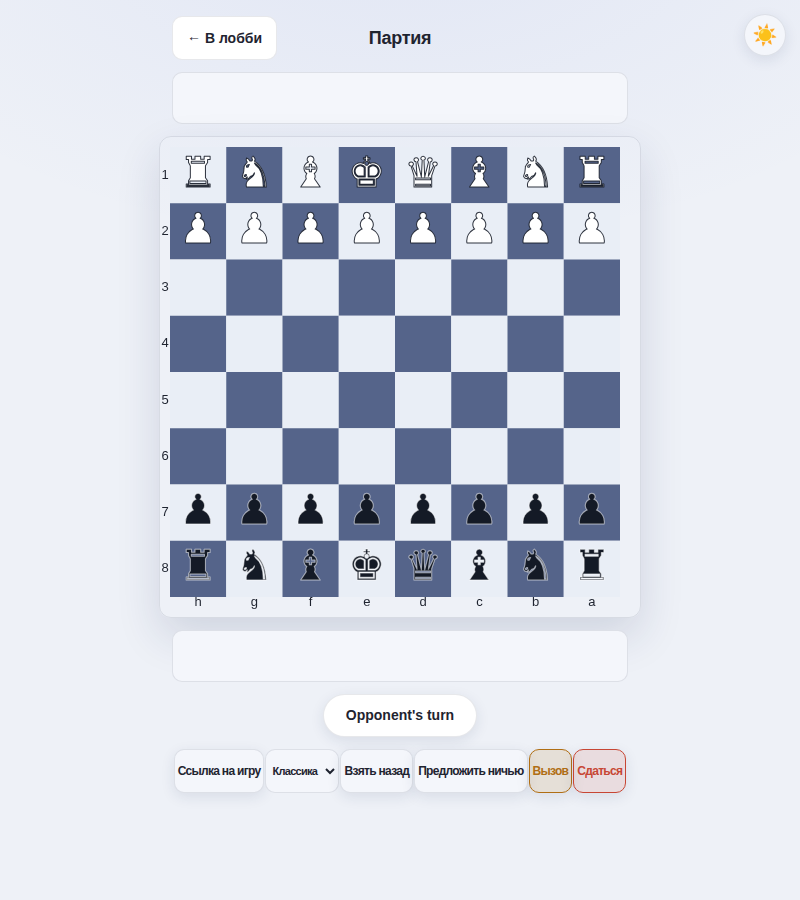 ← В лобби
Партия
1
2
3
4
5
6
7
8
h g f e d c b a
Opponent's turn
Ссылка на игру Классика Взять назад Предложить ничью Вызов Сдаться